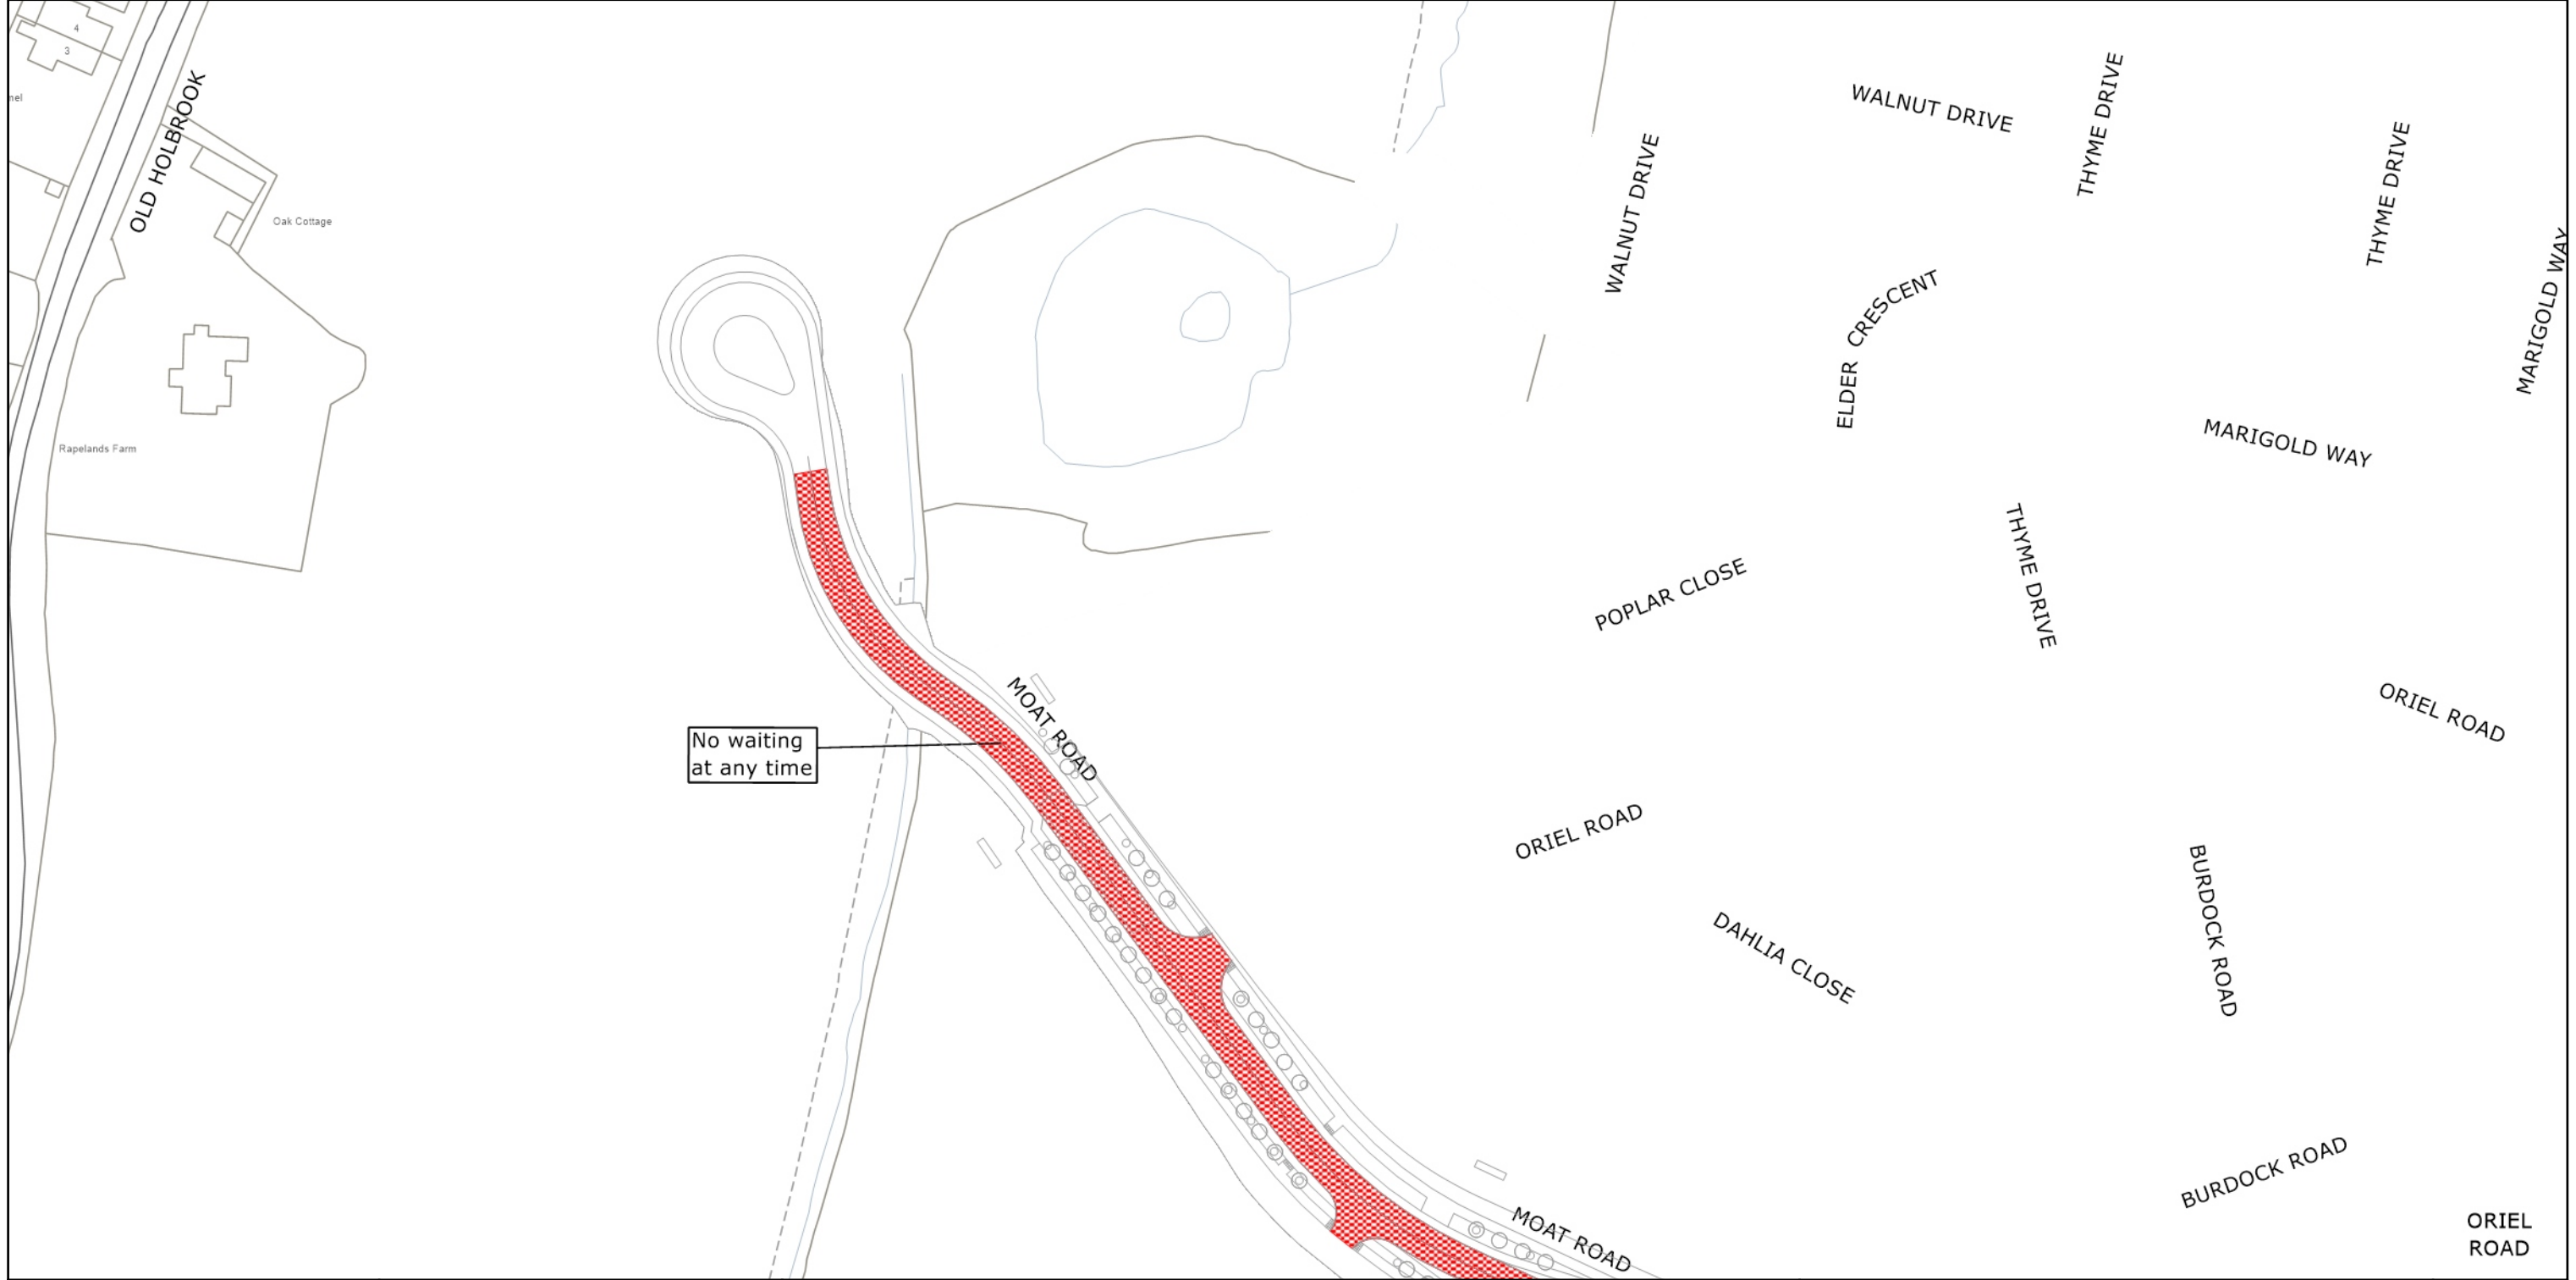 4
3
nel
OLD HOLBROOK
Oak Cottage
Rapelands Farm
WALNUT DRIVE
WALNUT DRIVE
THYME DRIVE
THYME DRIVE
MARIGOLD WAY
ELDER CRESCENT
MARIGOLD WAY
THYME DRIVE
POPLAR CLOSE
MOAT ROAD
ORIEL ROAD
No waiting
at any time
ORIEL ROAD
DAHLIA CLOSE
BURDOCK ROAD
BURDOCK ROAD
MOAT ROAD
ORIEL
ROAD